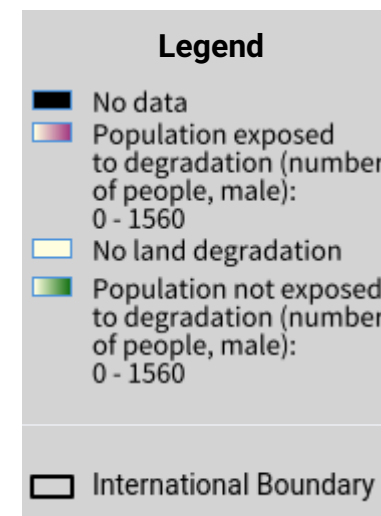 Legend
No data
Population exposed
to degradation (number
of people, male):
0 - 1560
No land degradation
Population not exposed
to degradation (number
of people, male):
0 - 1560
International Boundary